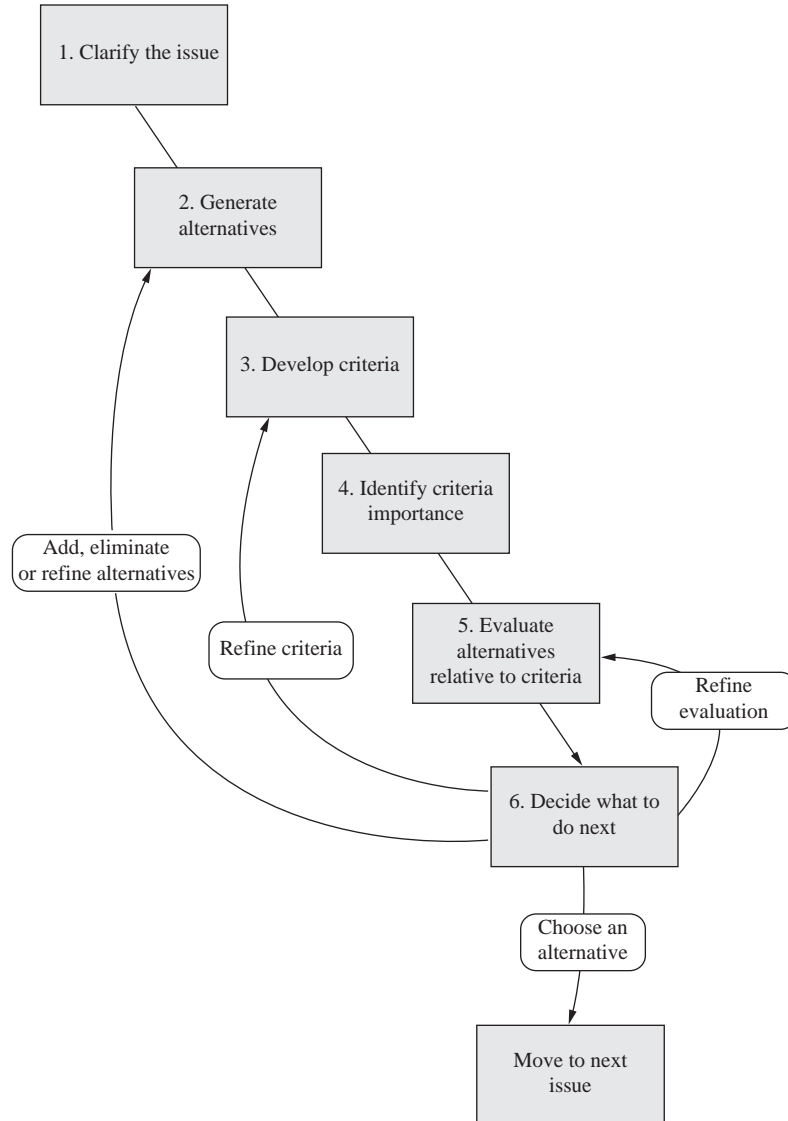 1. Clarify the issue
2. Generate
alternatives
3. Develop criteria
4. Identify criteria
importance
Add, eliminate
or refine alternatives
5. Evaluate
alternatives
relative to criteria
Refine criteria
Refine
evaluation
6. Decide what to
do next
Choose an
alternative
Move to next
issue